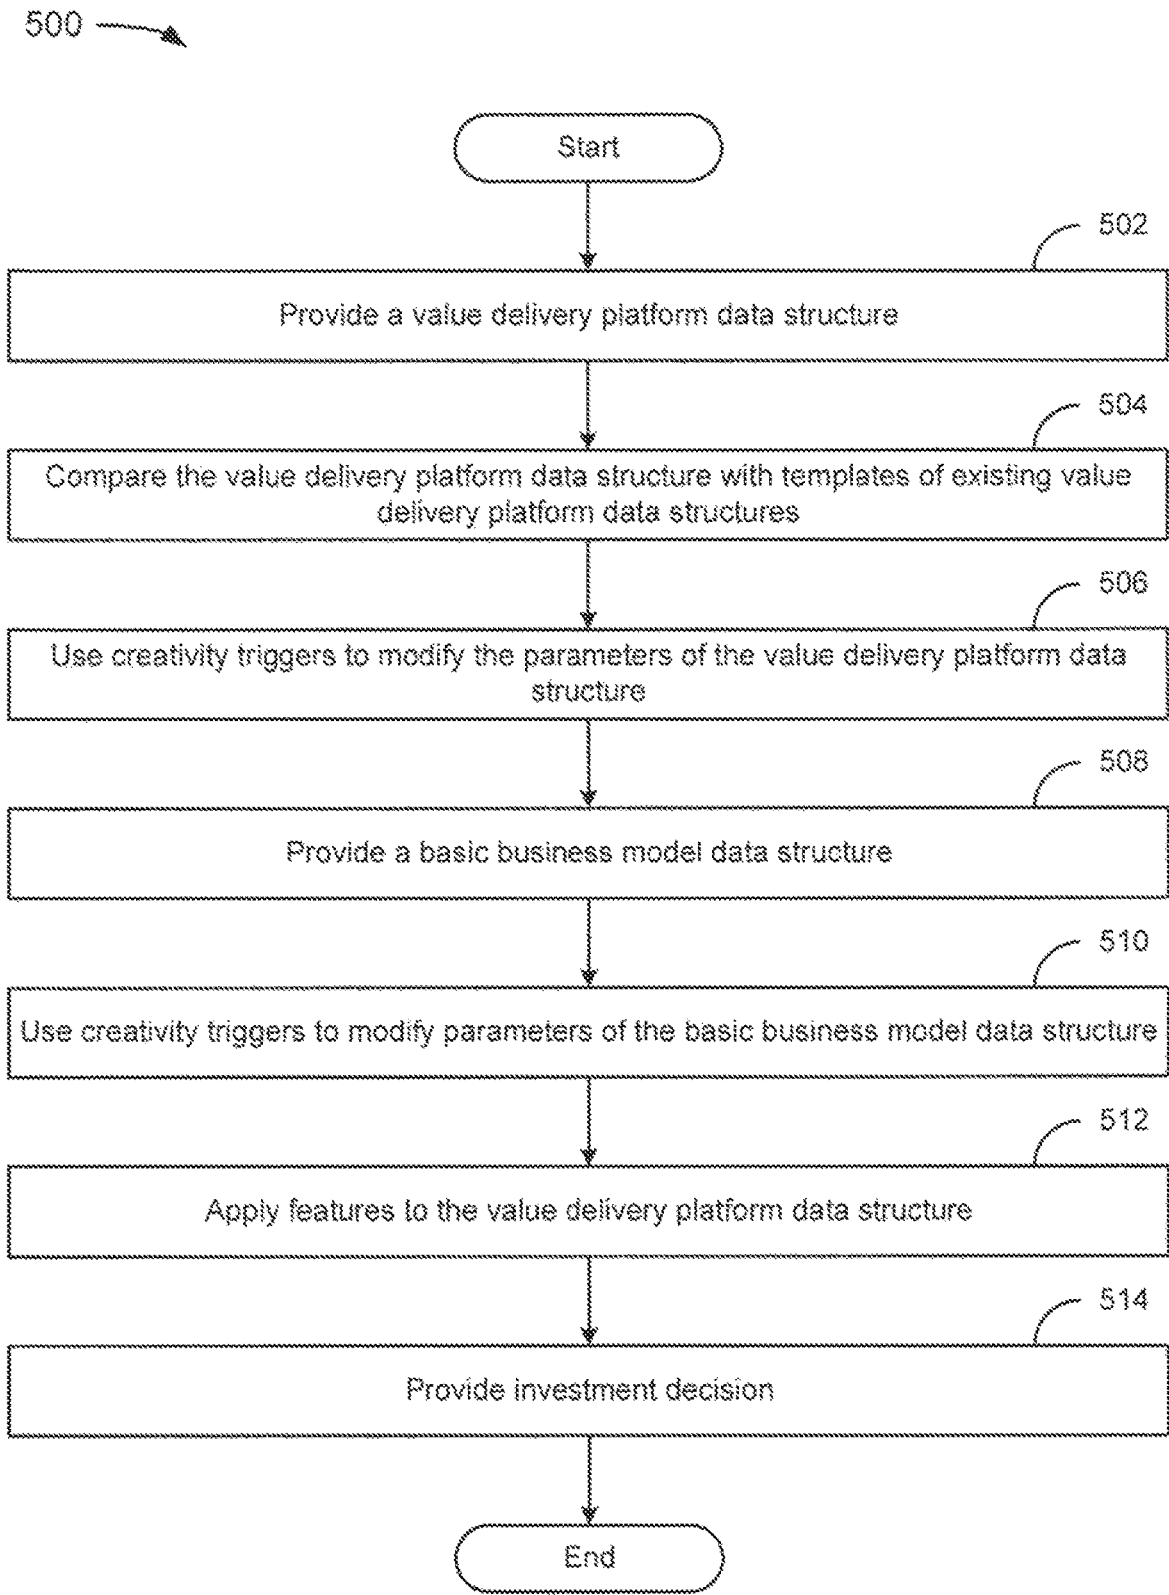 500
Start
502
Provide a value delivery platform data structure
504
Compare the value delivery platform data structure with templates of existing value
delivery platform data structures
506
Use creativity triggers to modify the parameters of the value delivery platform data
structure
508
Provide a basic business model data structure
510
Use creativity triggers to modify parameters of the basic business model data structure
512
Apply features to the value delivery platform data structure
514
Provide investment decision
End